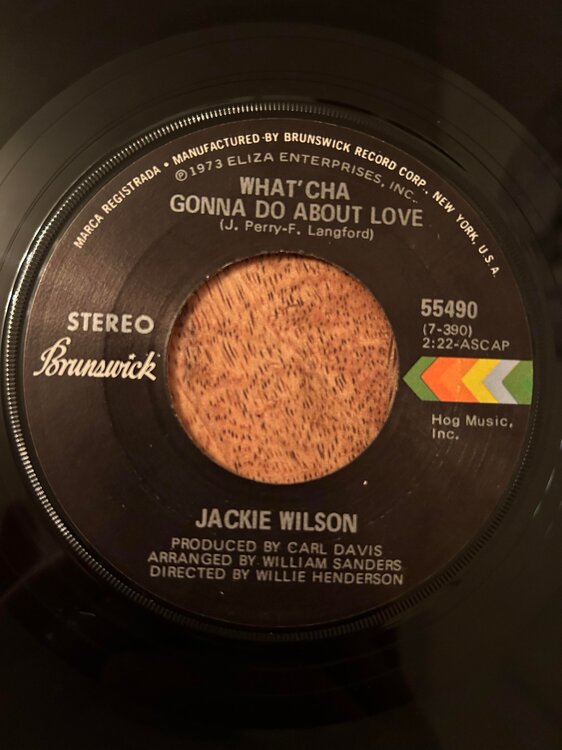 MARCA REGISTRADA • MANUFACTURED BY BRUNSWICK RECORD CORP., NEW YORK, U.S.A.
℗1973 ELIZA ENTERPRISES, INC.
WHAT'CHA
GONNA DO ABOUT LOVE
(J. Perry-F. Langford)
STEREO
Brunswick
55490
(7-390)
2:22-ASCAP
Hog Music,
Inc.
JACKIE WILSON
PRODUCED BY CARL DAVIS
ARRANGED BY WILLIAM SANDERS
DIRECTED BY WILLIE HENDERSON